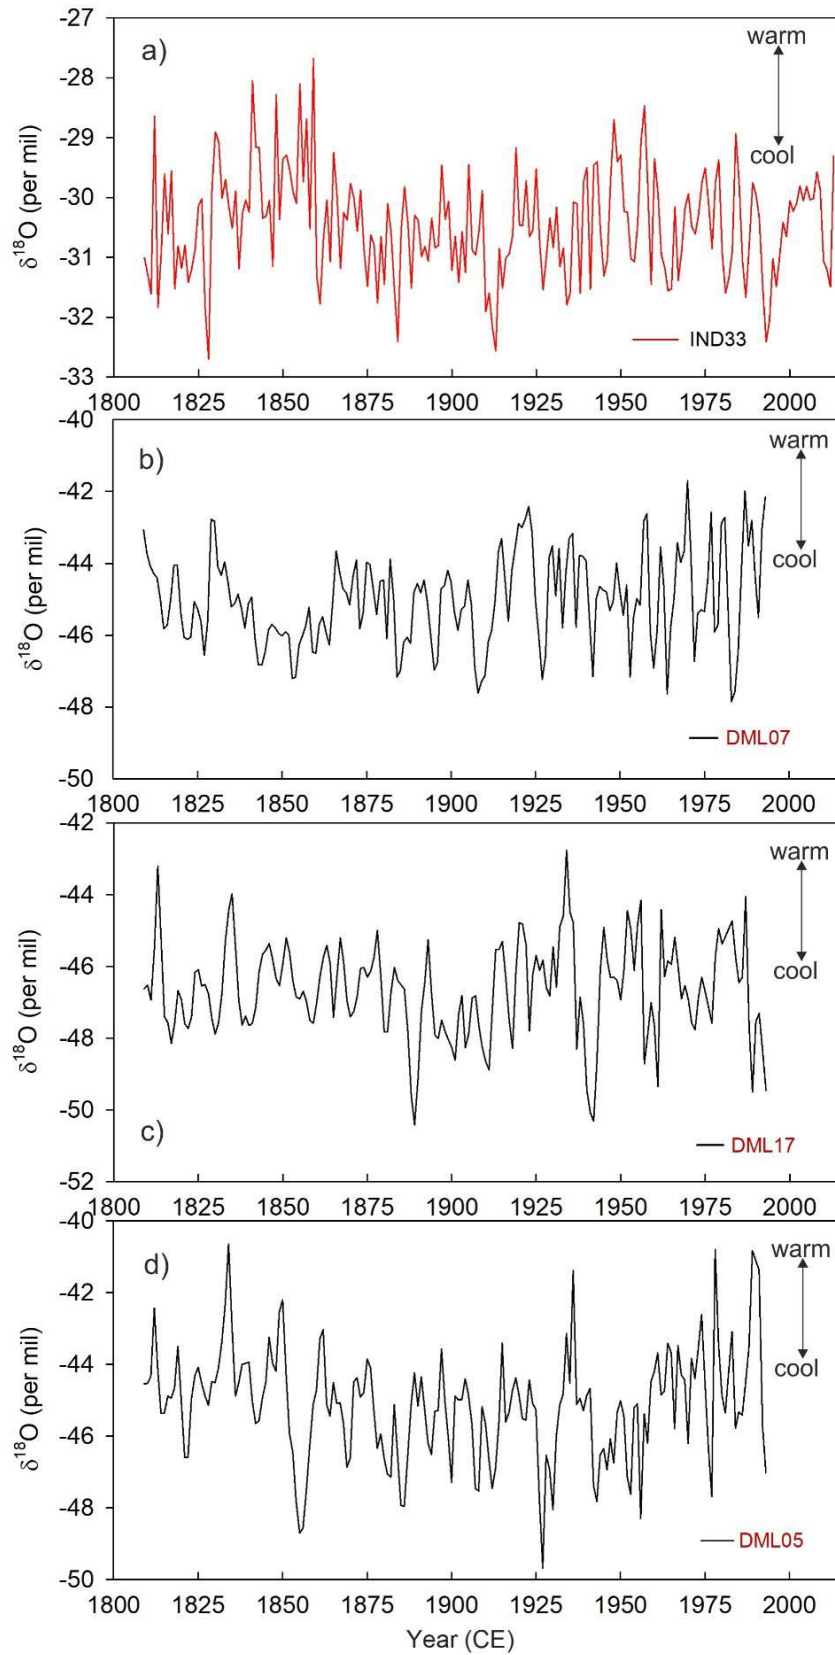 -27
a)
warm
-28
-29
cool
-30
-31
-32
IND33
-33
δ18O (per mil)
1800 1825 1850 1875 1900 1925 1950 1975 2000
-40
b)
warm
-42
-44
cool
-46
-48
DML07
-50
δ18O (per mil)
1800 1825 1850 1875 1900 1925 1950 1975 2000
-42
warm
-44
-46
cool
-48
-50
c)
DML17
-52
δ18O (per mil)
1800 1825 1850 1875 1900 1925 1950 1975 2000
-40
d)
warm
-42
-44
cool
-46
-48
DML05
-50
δ18O (per mil)
1800 1825 1850 1875 1900 1925 1950 1975 2000
Year (CE)